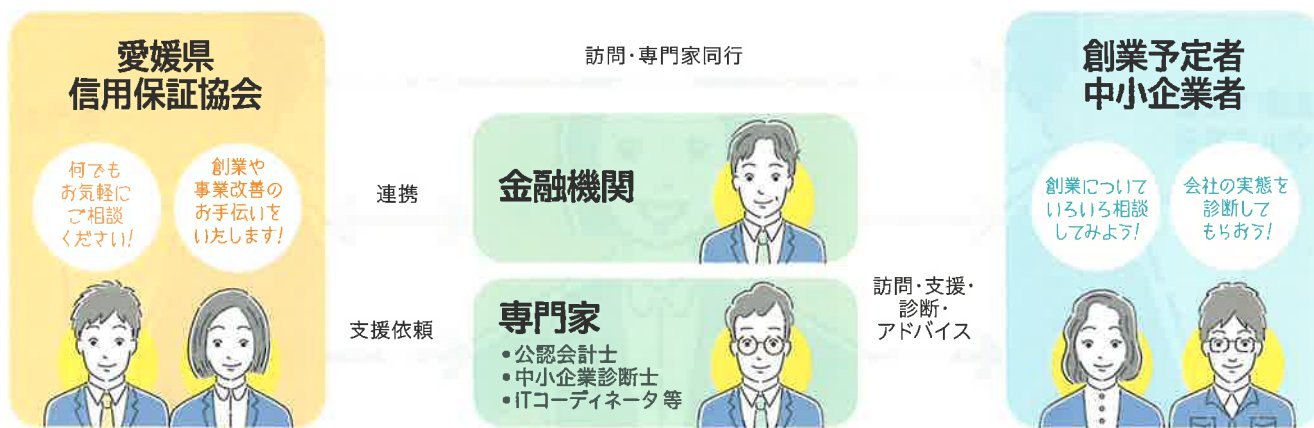 愛媛県
信用保証協会
何でも
お気軽に
ご相談
ください!
創業や
事業改善の
お手伝いを
いたします!
訪問・専門家同行
連携
支援依頼
金融機関
専門家
•公認会計士
•中小企業診断士
•ITコーディネータ 等
訪問・支援・
診断・
アドバイス
創業予定者
中小企業者
創業について
いろいろ相談
してみよう!
会社の実態を
診断して
もらおう!